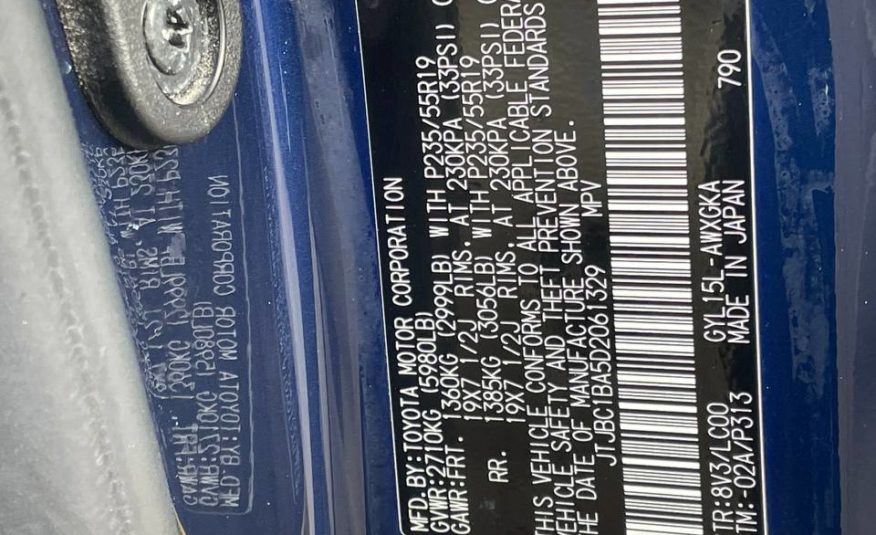 MFD.BY:TOYOTA MOTOR CORPORATION
GVWR:2710KG (5980LB)
GAWR:FRT. 1360KG (2999LB) WITH P235/55R19
19X7 1/2J RIMS. AT 230KPA (33PSI)
RR. 1385KG (3056LB) WITH P235/55R19
19X7 1/2J RIMS. AT 230KPA (33PSI)
THIS VEHICLE CONFORMS TO ALL APPLICABLE
VEHICLE SAFETY AND THEFT PREVENTION STANDARDS
THE DATE OF MANUFACTURE SHOWN ABOVE.
JTJBC1BA5D2061329 MPV
TR:8V3/LC00 GYL15L-AWXGKA 790
TM:-02A/P313 MADE IN JAPAN